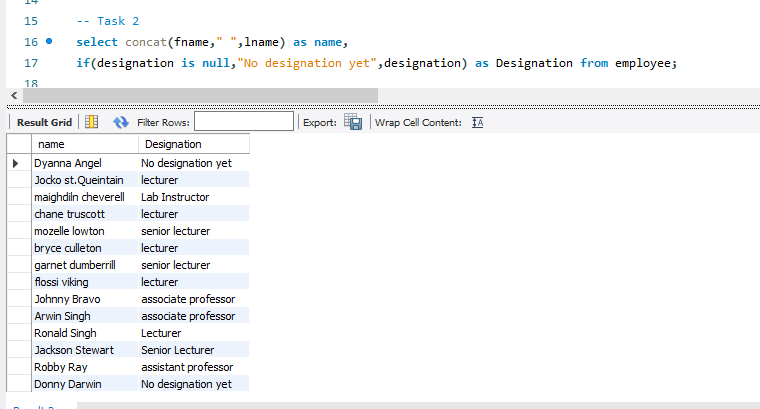 14
15 -- Task 2
16 select concat(fname," ",lname) as name,
17 if(designation is null,"No designation yet",designation) as Designation from employee;
18
Result Grid Filter Rows: Export: Wrap Cell Content:
name Designation
Dyanna Angel No designation yet
Jocko st.Queintain lecturer
maighdiln cheverell Lab Instructor
chane truscott lecturer
mozelle lowton senior lecturer
bryce culleton lecturer
garnet dumberrill senior lecturer
flossi viking lecturer
Johnny Bravo associate professor
Arwin Singh associate professor
Ronald Singh Lecturer
Jackson Stewart Senior Lecturer
Robby Ray assistant professor
Donny Darwin No designation yet